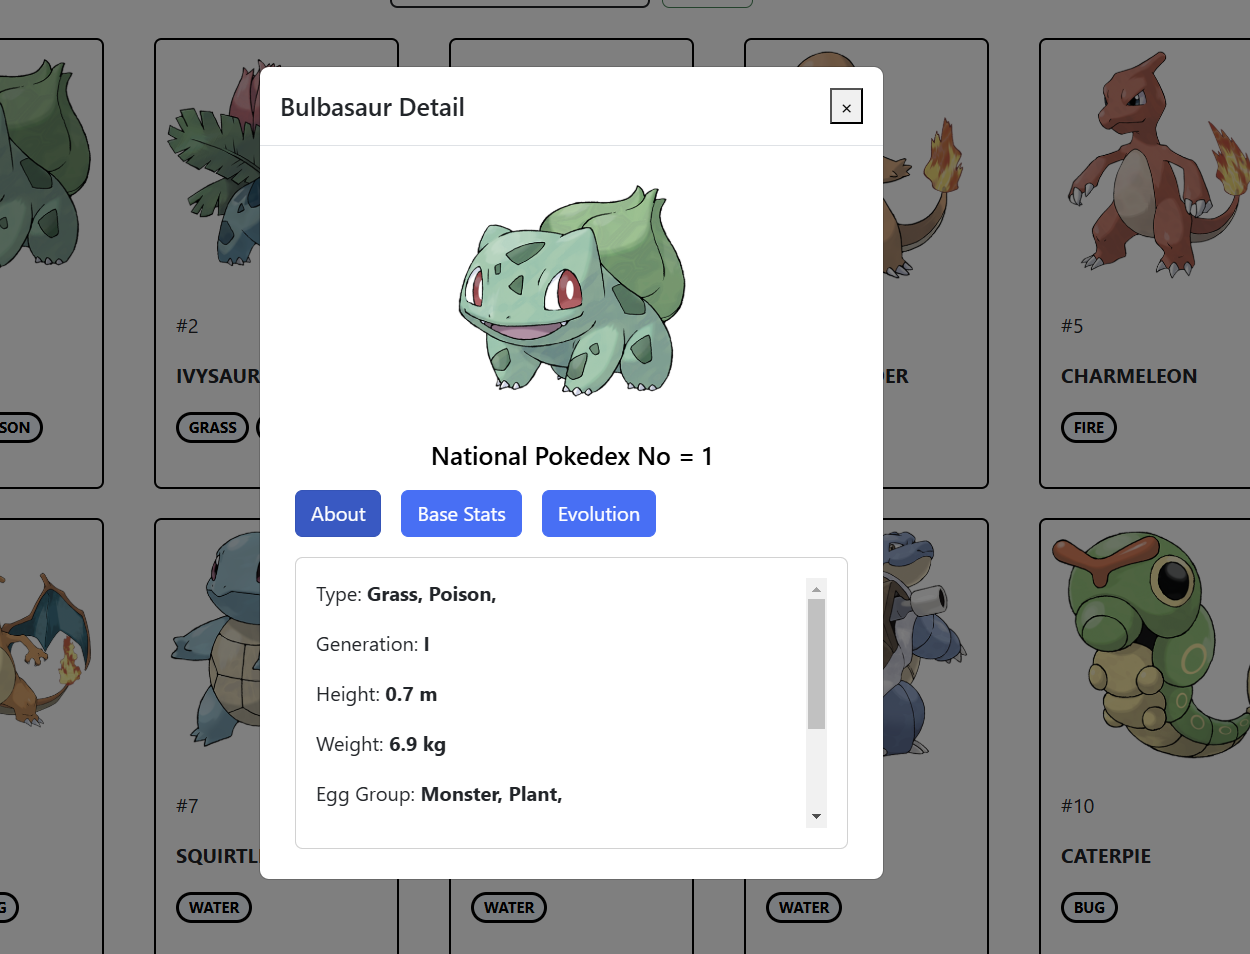 Bulbasaur Detail
×
National Pokedex No = 1
About
Base Stats
Evolution
Type: Grass, Poison,
Generation: I
Height: 0.7 m
Weight: 6.9 kg
Egg Group: Monster, Plant,
SON
#2
IVYSAUR
GRASS
ER
#5
CHARMELEON
FIRE
G
#7
SQUIRTL
WATER
WATER
WATER
#10
CATERPIE
BUG